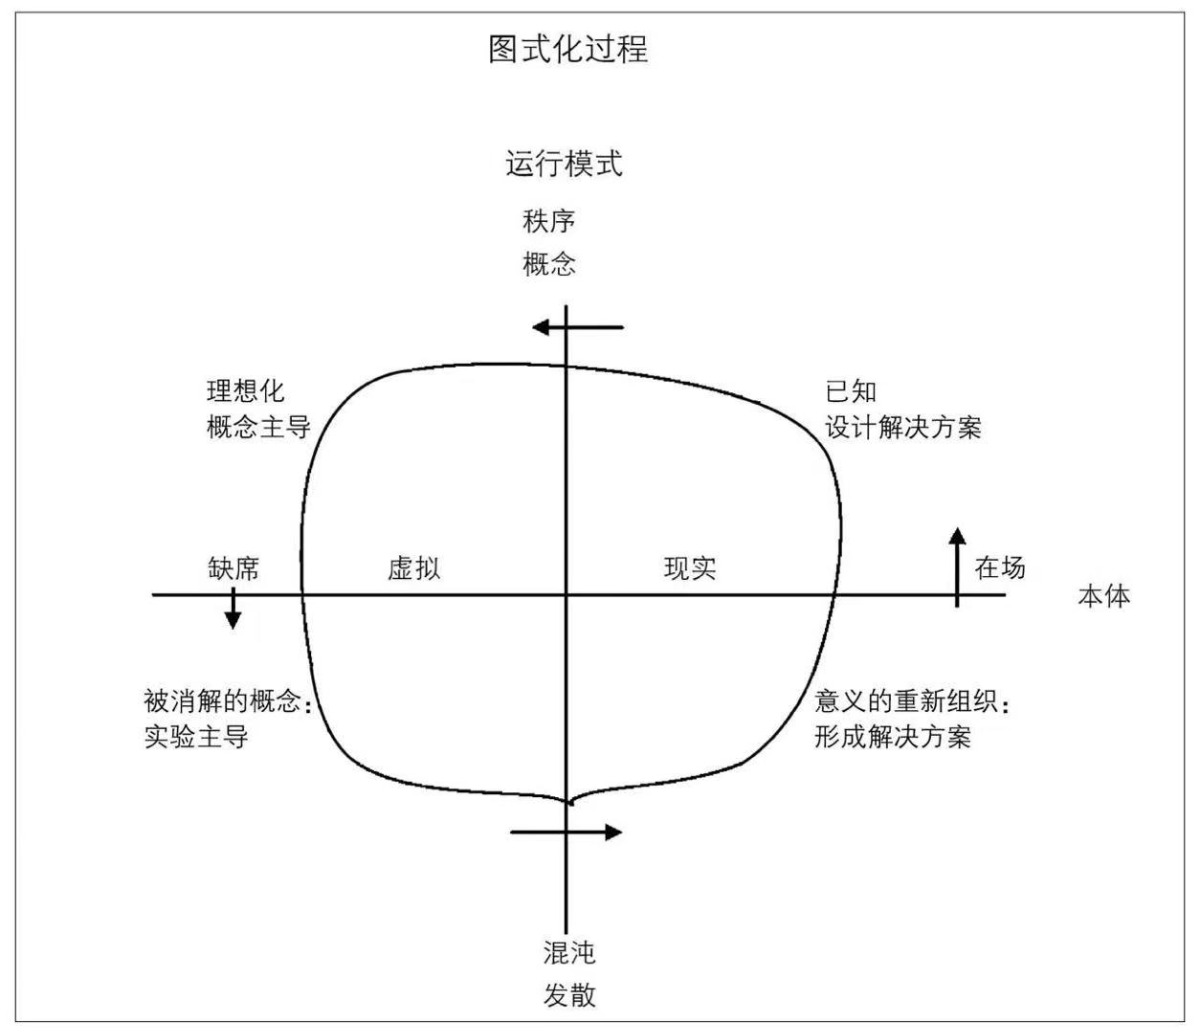 图式化过程
运行模式
秩序
概念
理想化
概念主导
已知
设计解决方案
缺席
虚拟
现实
在场
本体
被消解的概念：
实验主导
意义的重新组织：
形成解决方案
混沌
发散